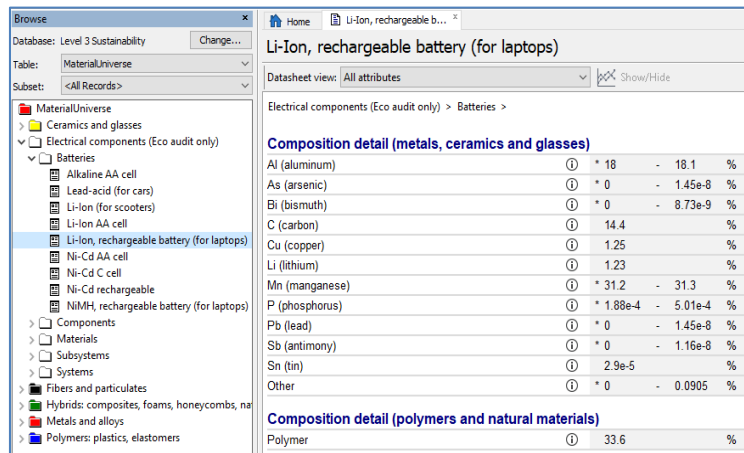 Browse ×
Database: Level 3 Sustainability Change...
Table: MaterialUniverse
Subset: <All Records>
MaterialUniverse
Ceramics and glasses
Electrical components (Eco audit only)
Batteries
Alkaline AA cell
Lead-acid (for cars)
Li-Ion (for scooters)
Li-Ion AA cell
Li-Ion, rechargeable battery (for laptops)
Ni-Cd AA cell
Ni-Cd C cell
Ni-Cd rechargeable
NiMH, rechargeable battery (for laptops)
Components
Materials
Subsystems
Systems
Fibers and particulates
Hybrids: composites, foams, honeycombs, na
Metals and alloys
Polymers: plastics, elastomers
Home Li-Ion, rechargeable b... ×
Li-Ion, rechargeable battery (for laptops)
Datasheet view: All attributes Show/Hide
Electrical components (Eco audit only) > Batteries >
Composition detail (metals, ceramics and glasses)
Al (aluminum) * 18 - 18.1 %
As (arsenic) * 0 - 1.45e-8 %
Bi (bismuth) * 0 - 8.73e-9 %
C (carbon) 14.4 %
Cu (copper) 1.25 %
Li (lithium) 1.23 %
Mn (manganese) * 31.2 - 31.3 %
P (phosphorus) * 1.88e-4 - 5.01e-4 %
Pb (lead) * 0 - 1.45e-8 %
Sb (antimony) * 0 - 1.16e-8 %
Sn (tin) 2.9e-5 %
Other * 0 - 0.0905 %
Composition detail (polymers and natural materials)
Polymer 33.6 %